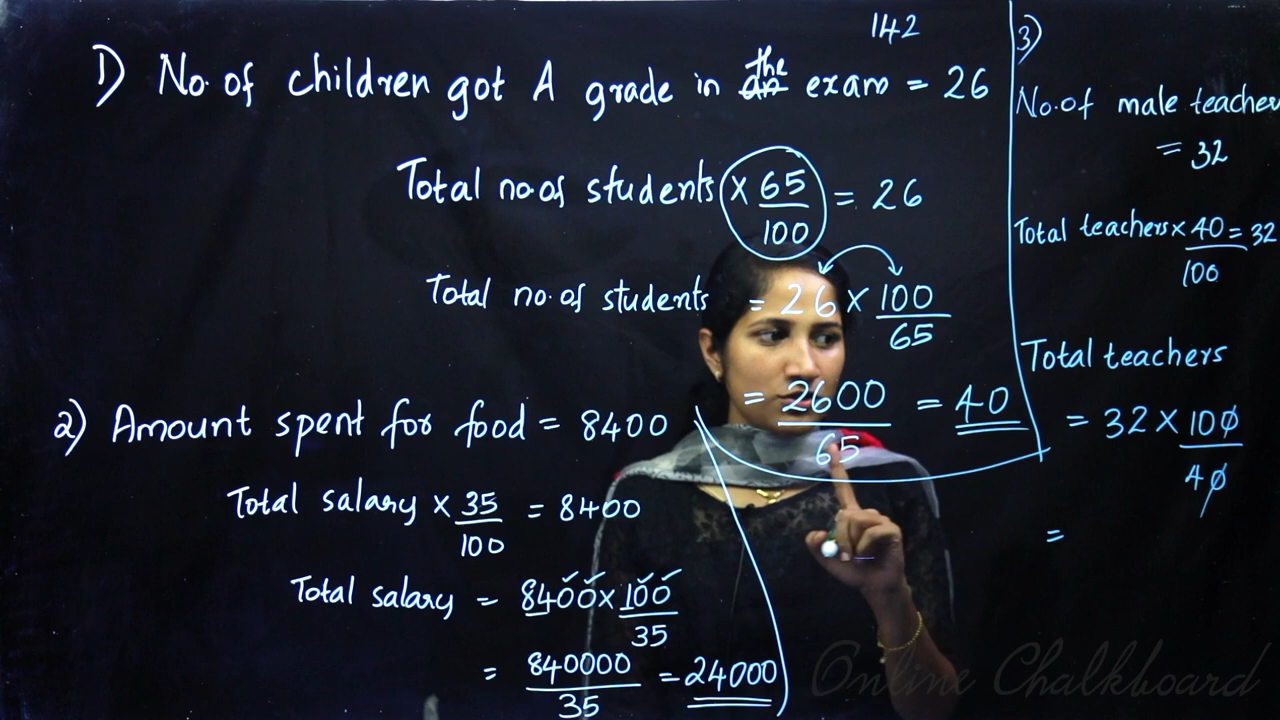 142
1) No. of children got A grade in an the exam = 26
Total no of students × 65/100 = 26
Total no. of students = 26 × 100/65
= 2600/65 = 40
2) Amount spent for food = 8400
Total salary × 35/100 = 8400
Total salary = 8400 × 100/35
= 840000/35 = 24000
3)
No. of male teacher
= 32
Total teachers × 40/100 = 32
Total teachers
= 32 × 100/40
=
Online Chalkboard